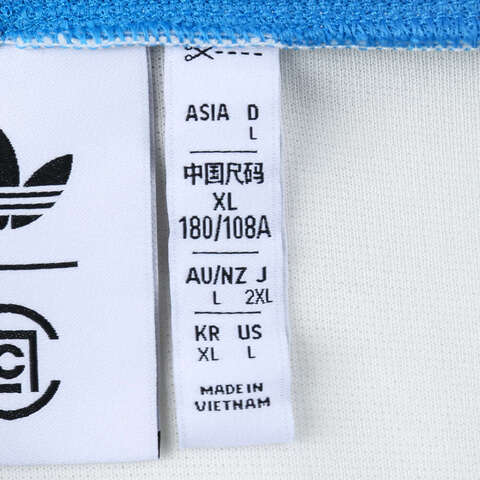 ASIA D
L
中国尺码
XL
180/108A
AU/NZ J
L 2XL
KR US
XL L
MADE IN
VIETNAM
C